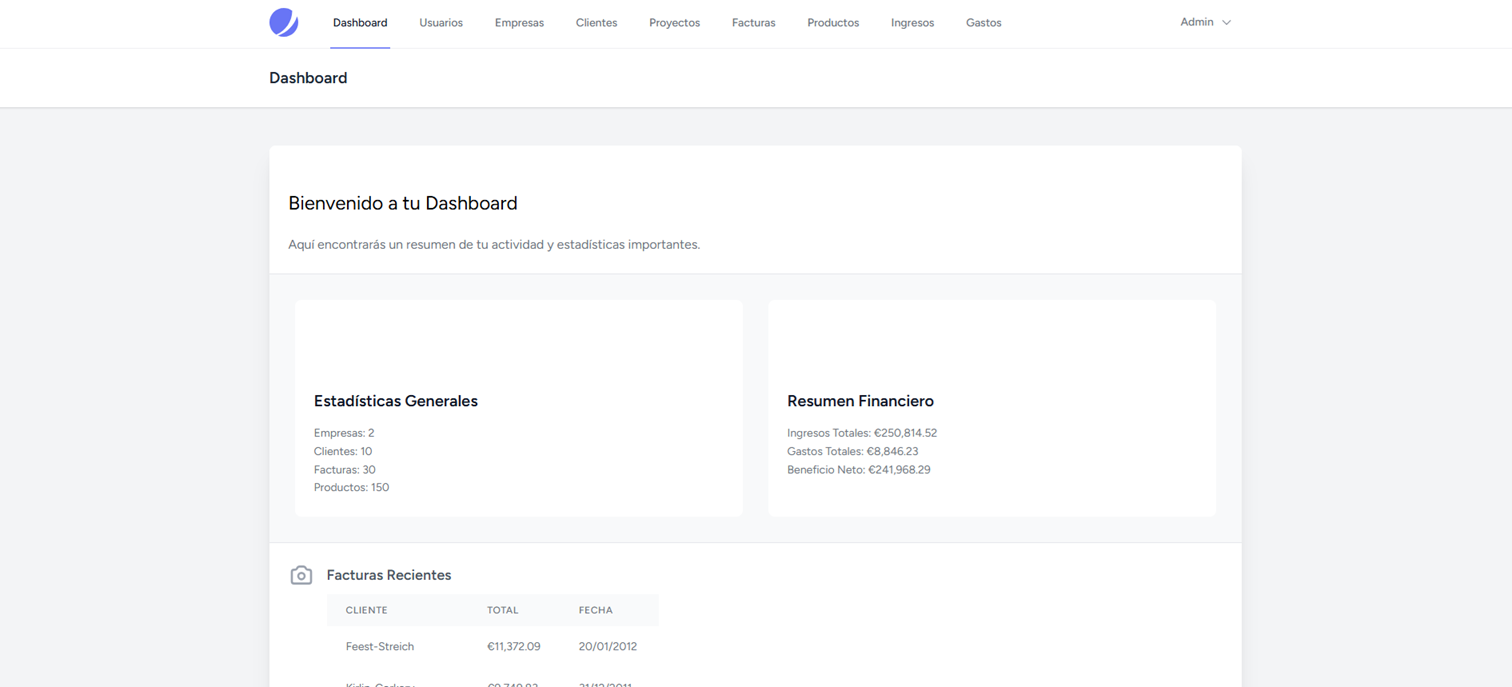 Dashboard Usuarios Empresas Clientes Proyectos Facturas Productos Ingresos Gastos Admin
Dashboard
Bienvenido a tu Dashboard
Aquí encontrarás un resumen de tu actividad y estadísticas importantes.
Estadísticas Generales
Empresas: 2
Clientes: 10
Facturas: 30
Productos: 150
Resumen Financiero
Ingresos Totales: €250,814.52
Gastos Totales: €8,846.23
Beneficio Neto: €241,968.29
Facturas Recientes
CLIENTE TOTAL FECHA
Feest-Streich €11,372.09 20/01/2012